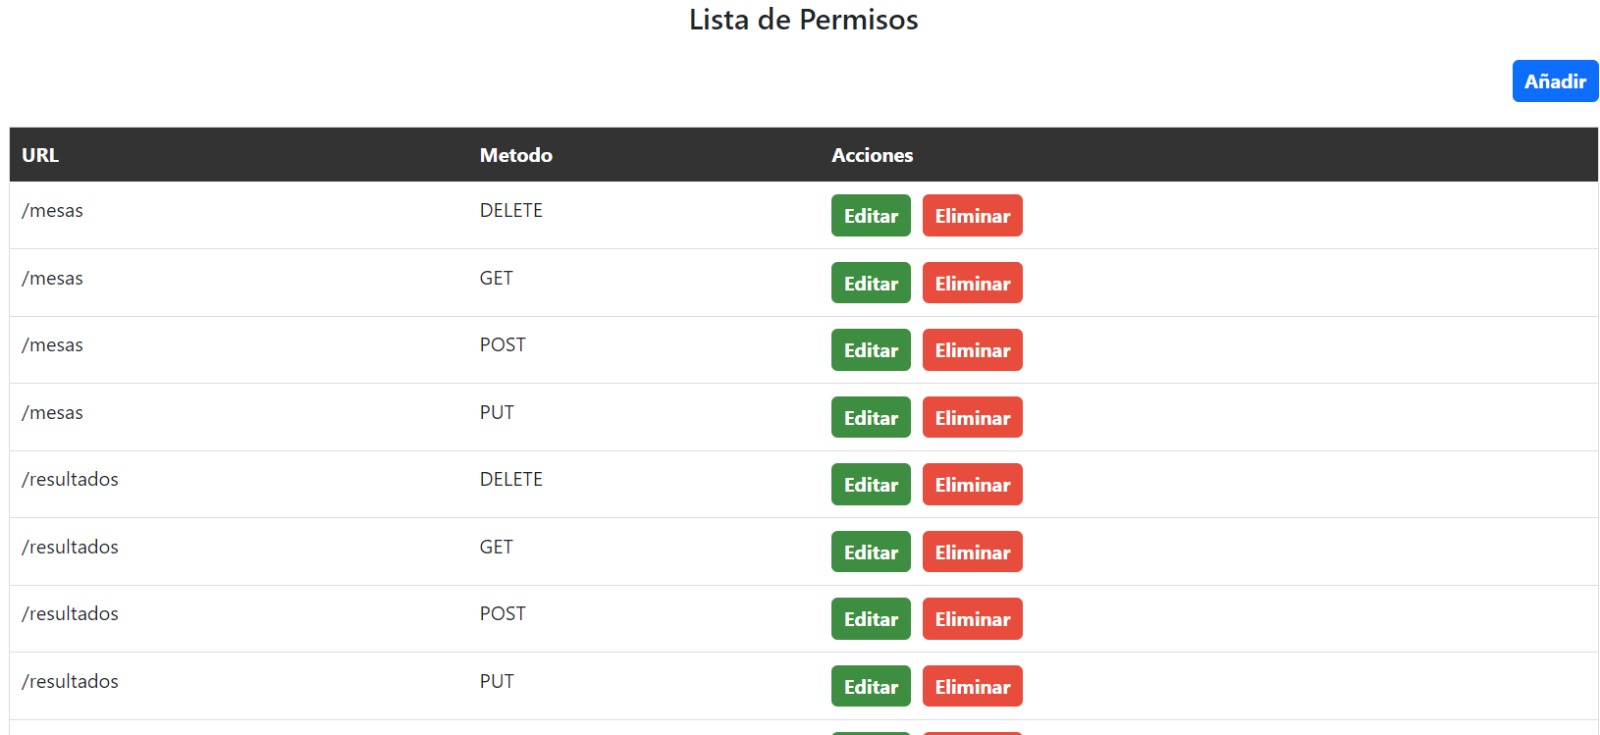 Lista de Permisos
Añadir
URL Metodo Acciones
/mesas DELETE Editar Eliminar
/mesas GET Editar Eliminar
/mesas POST Editar Eliminar
/mesas PUT Editar Eliminar
/resultados DELETE Editar Eliminar
/resultados GET Editar Eliminar
/resultados POST Editar Eliminar
/resultados PUT Editar Eliminar